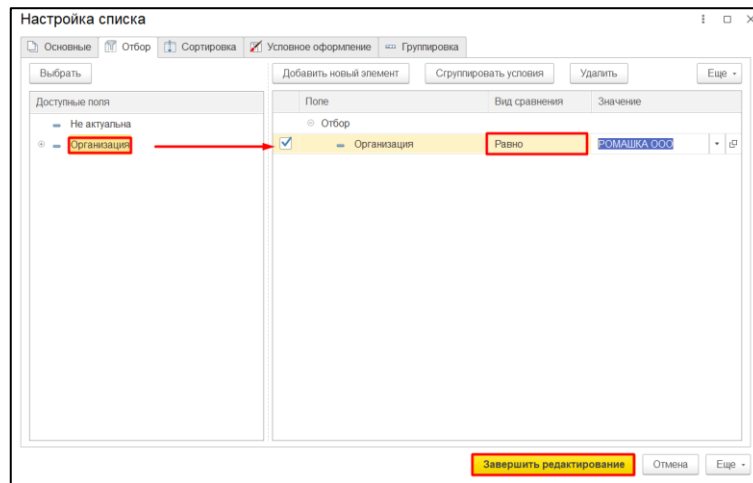 Настройка списка
Основные Отбор Сортировка Условное оформление Группировка
Выбрать Добавить новый элемент Сгруппировать условия Удалить Еще
Доступные поля Поле Вид сравнения Значение
Не актуальна Отбор
Организация Организация Равно РОМАШКА ООО
Завершить редактирование Отмена Еще